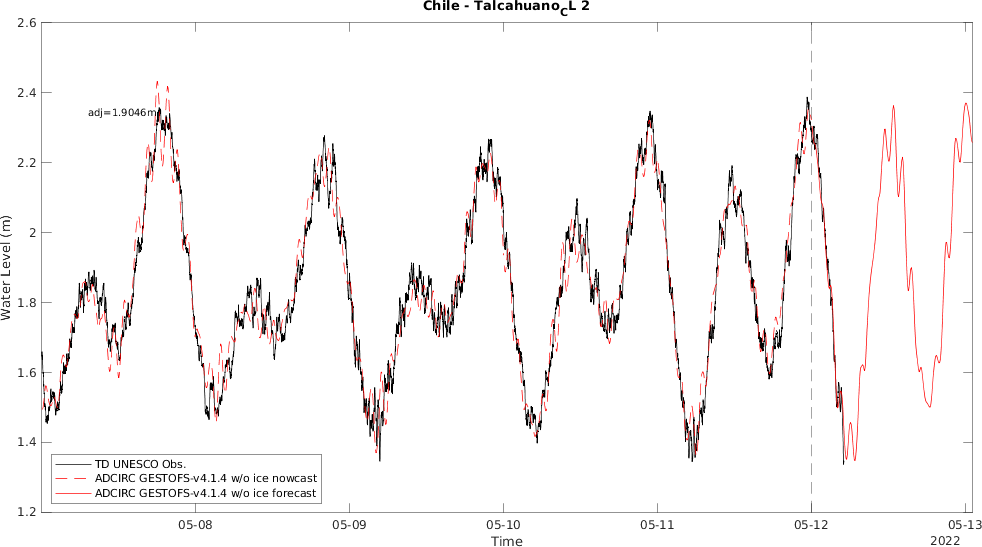 Chile - Talcahuano_CL 2
2.6
2.4
2.2
2
1.8
1.6
1.4
1.2
Water Level (m)
adj=1.9046m
TD UNESCO Obs.
ADCIRC GESTOFS-v4.1.4 w/o ice nowcast
ADCIRC GESTOFS-v4.1.4 w/o ice forecast
05-08 05-09 05-10 05-11 05-12 05-13
Time
2022